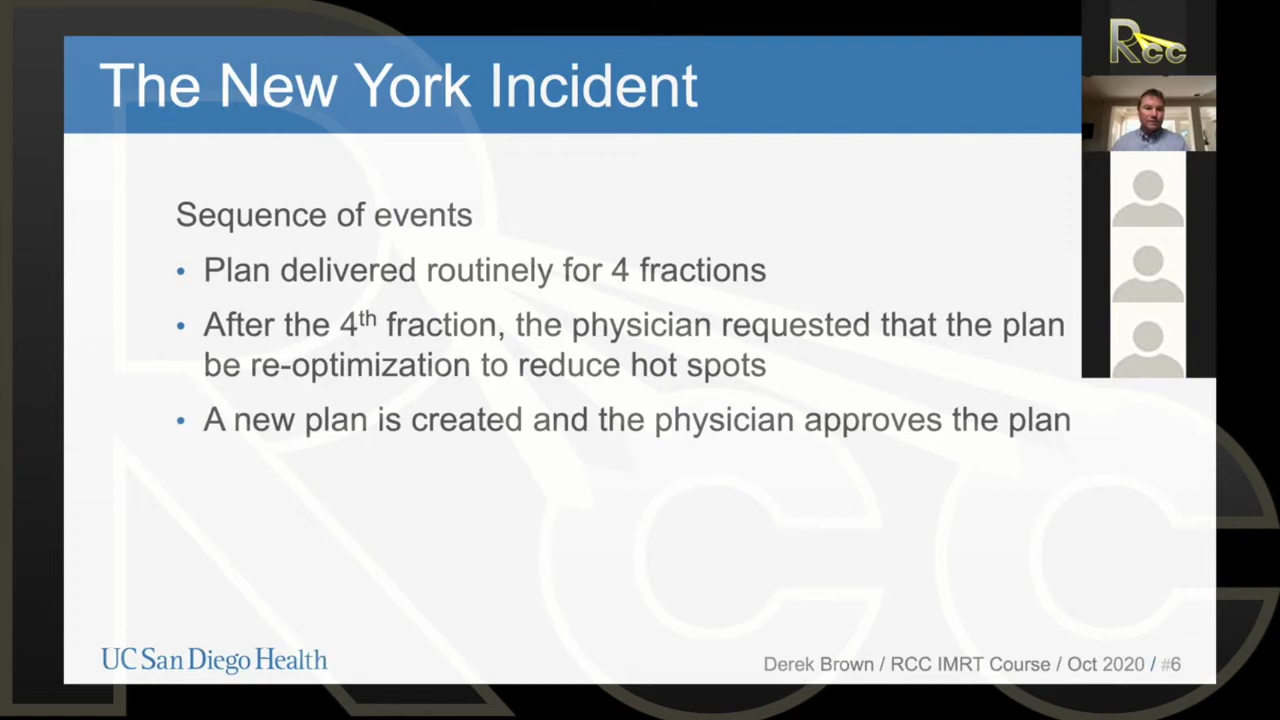 Rcc
The New York Incident
Sequence of events
• Plan delivered routinely for 4 fractions
• After the 4th fraction, the physician requested that the plan
be re-optimization to reduce hot spots
• A new plan is created and the physician approves the plan
UC San Diego Health
Derek Brown / RCC IMRT Course / Oct 2020 / #6